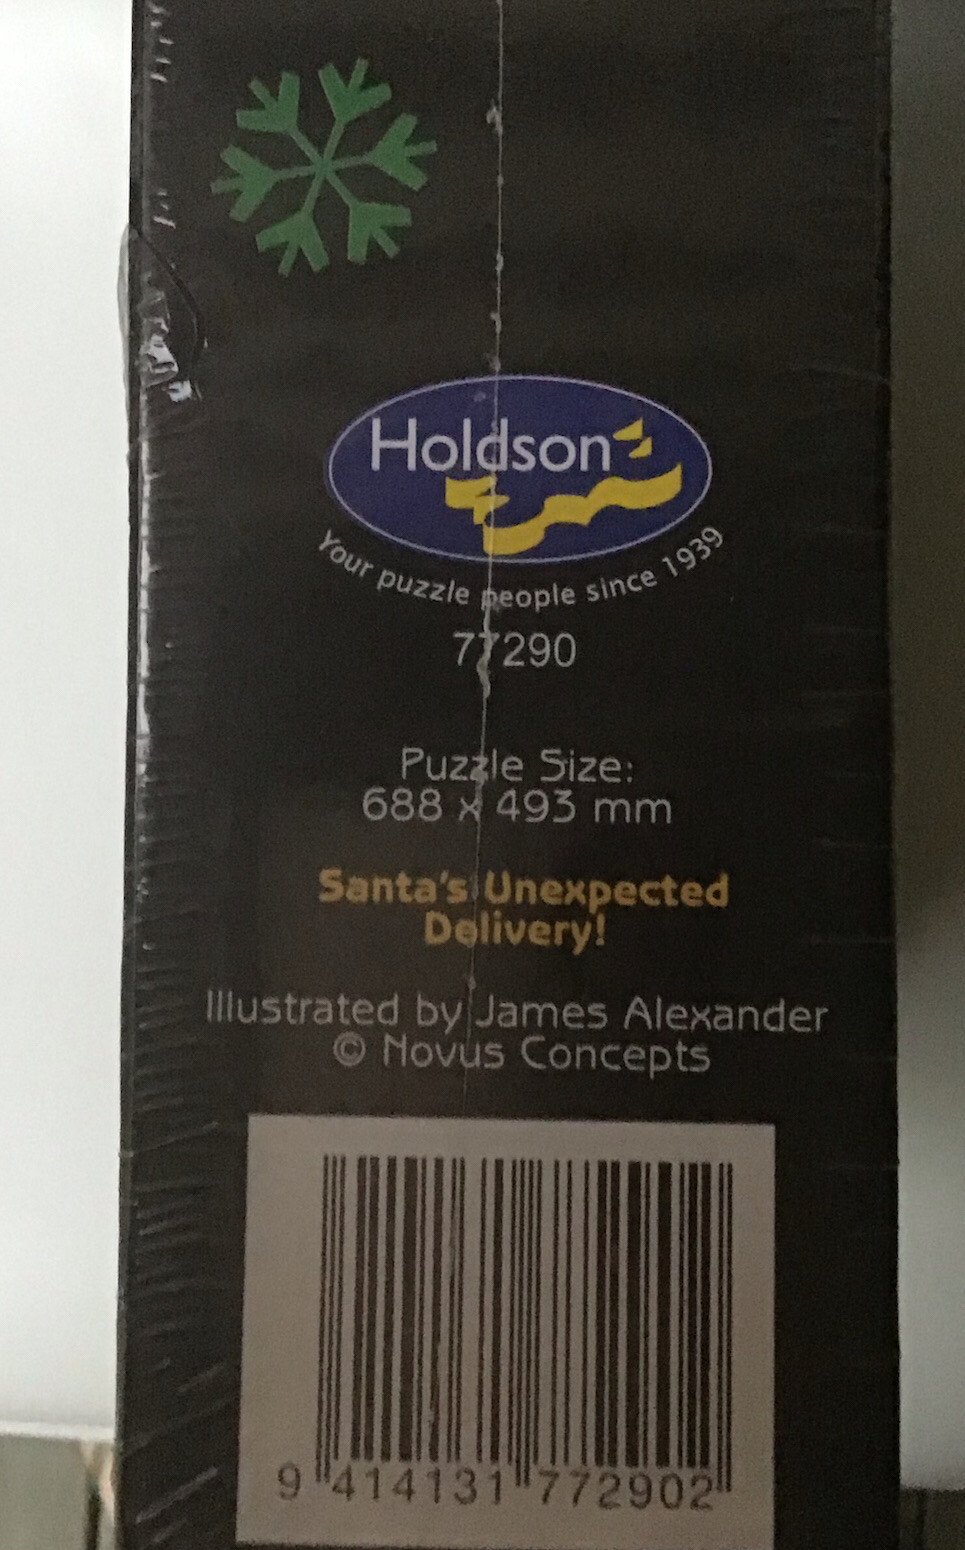 Holdson
Your puzzle people since 1939
77290
Puzzle Size:
688 x 493 mm
Santa's Unexpected
Delivery!
Illustrated by James Alexander
© Novus Concepts
9 414131 772902